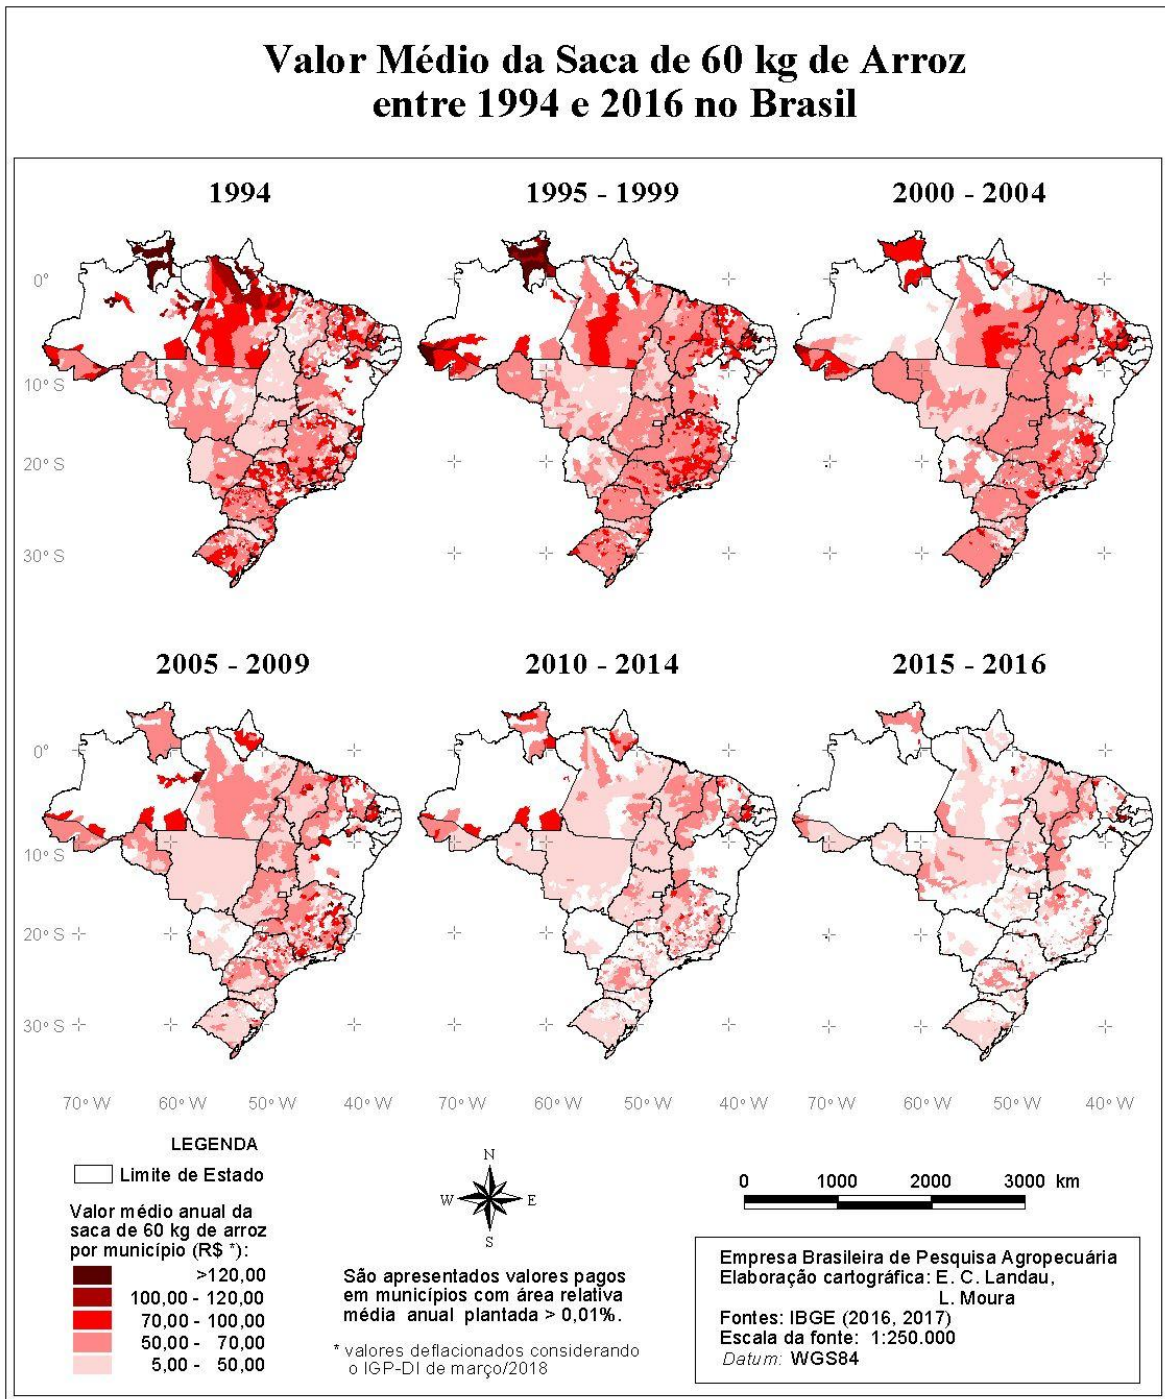 Valor Médio da Saca de 60 kg de Arroz
entre 1994 e 2016 no Brasil
1994
1995 - 1999
2000 - 2004
0°
10° S
20° S
30° S
2005 - 2009
2010 - 2014
2015 - 2016
0°
10° S
20° S
30° S
70° W 60° W 50° W 40° W
70° W 60° W 50° W 40° W
70° W 60° W 50° W 40° W
LEGENDA
Limite de Estado
Valor médio anual da
saca de 60 kg de arroz
por município (R$ *):
>120,00
100,00 - 120,00
70,00 - 100,00
50,00 - 70,00
5,00 - 50,00
N
W E
S
São apresentados valores pagos
em municípios com área relativa
média anual plantada > 0,01%.
* valores deflacionados considerando
o IGP-DI de março/2018
0 1000 2000 3000 km
Empresa Brasileira de Pesquisa Agropecuária
Elaboração cartográfica: E. C. Landau,
L. Moura
Fontes: IBGE (2016, 2017)
Escala da fonte: 1:250.000
Datum: WGS84